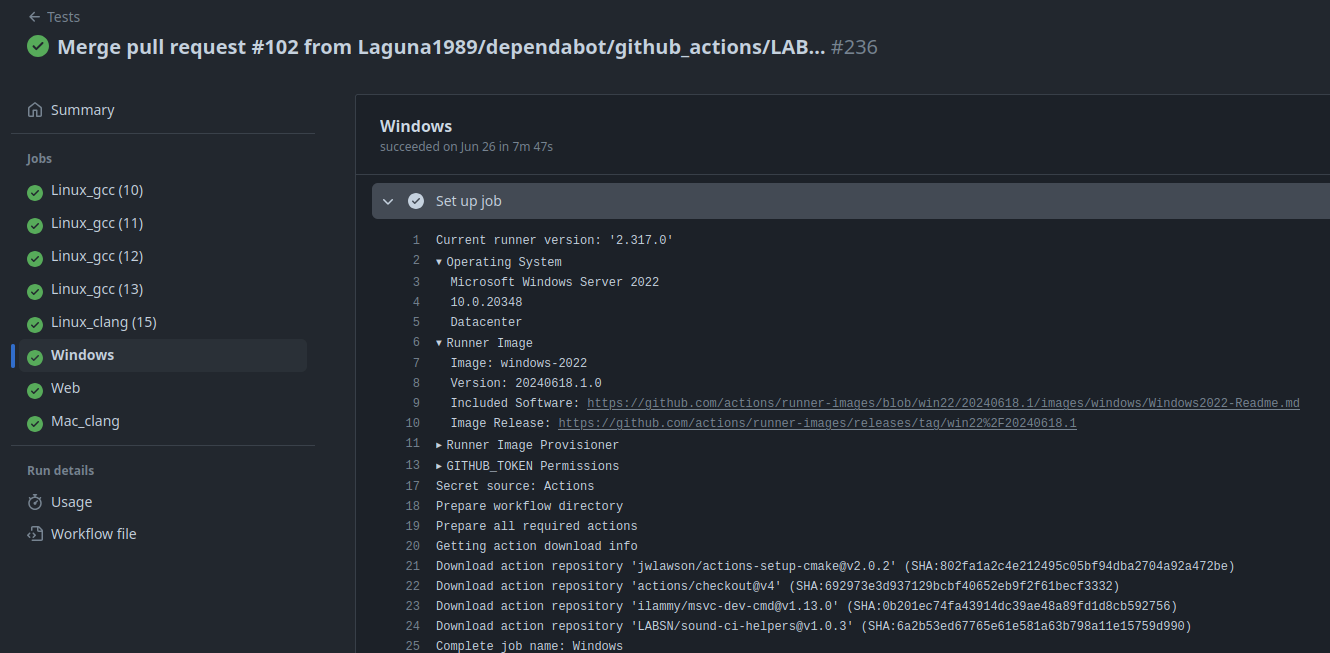 ← Tests
Merge pull request #102 from Laguna1989/dependabot/github_actions/LAB... #236
Summary
Jobs
Linux_gcc (10)
Linux_gcc (11)
Linux_gcc (12)
Linux_gcc (13)
Linux_clang (15)
Windows
Web
Mac_clang
Run details
Usage
Workflow file
Windows
succeeded on Jun 26 in 7m 47s
Set up job
1 Current runner version: '2.317.0'
2 ▾ Operating System
3 Microsoft Windows Server 2022
4 10.0.20348
5 Datacenter
6 ▾ Runner Image
7 Image: windows-2022
8 Version: 20240618.1.0
9 Included Software: https://github.com/actions/runner-images/blob/win22/20240618.1/images/windows/Windows2022-Readme.md
10 Image Release: https://github.com/actions/runner-images/releases/tag/win22%2F20240618.1
11 ▸ Runner Image Provisioner
13 ▸ GITHUB_TOKEN Permissions
17 Secret source: Actions
18 Prepare workflow directory
19 Prepare all required actions
20 Getting action download info
21 Download action repository 'jwlawson/actions-setup-cmake@v2.0.2' (SHA:802fa1a2c4e212495c05bf94dba2704a92a472be)
22 Download action repository 'actions/checkout@v4' (SHA:692973e3d937129bcbf40652eb9f2f61becf3332)
23 Download action repository 'ilammy/msvc-dev-cmd@v1.13.0' (SHA:0b201ec74fa43914dc39ae48a89fd1d8cb592756)
24 Download action repository 'LABSN/sound-ci-helpers@v1.0.3' (SHA:6a2b53ed67765e61e581a63b798a11e15759d990)
25 Complete job name: Windows